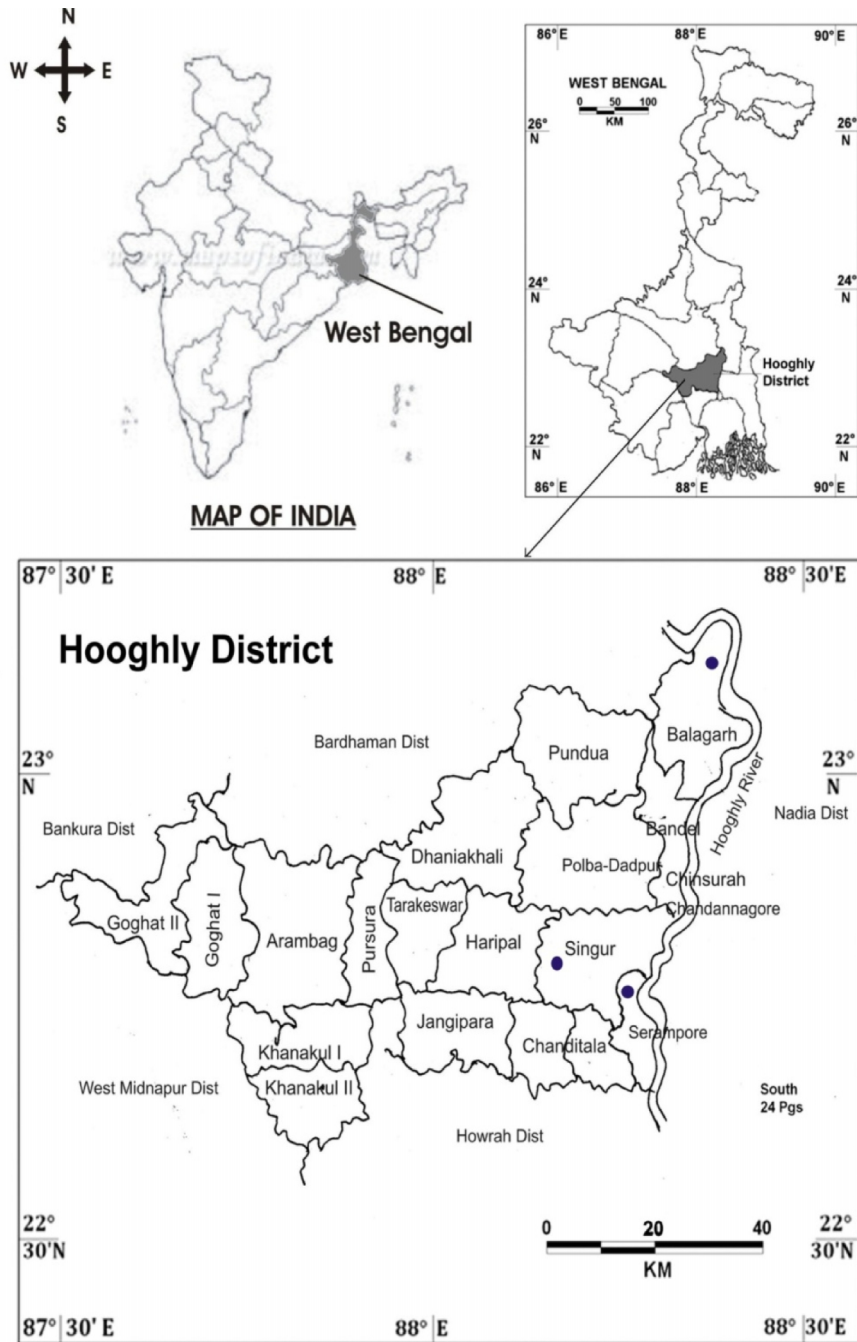 N
W
E
S
West Bengal
MAP OF INDIA
86° E
88° E
90° E
WEST BENGAL
0 50 100
KM
26°
N
26°
N
24°
N
24°
N
Hooghly
District
22°
N
22°
N
86° E
88° E
90° E
87° 30' E
88° E
88° 30' E
Hooghly District
Bardhaman Dist
Pundua
Balagarh
23°
N
23°
N
Hooghly River
Nadia Dist
Bankura Dist
Bandel
Dhaniakhali
Polba-Dadpur
Chinsurah
Chandannagore
Goghat II
Goghat I
Arambag
Pursura
Tarakeswar
Haripal
Singur
Jangipara
Chanditala
Serampore
Khanakul I
Khanakul II
West Midnapur Dist
South
24 Pgs
Howrah Dist
22°
30'N
0 20 40
KM
22°
30'N
87° 30' E
88° E
88° 30' E